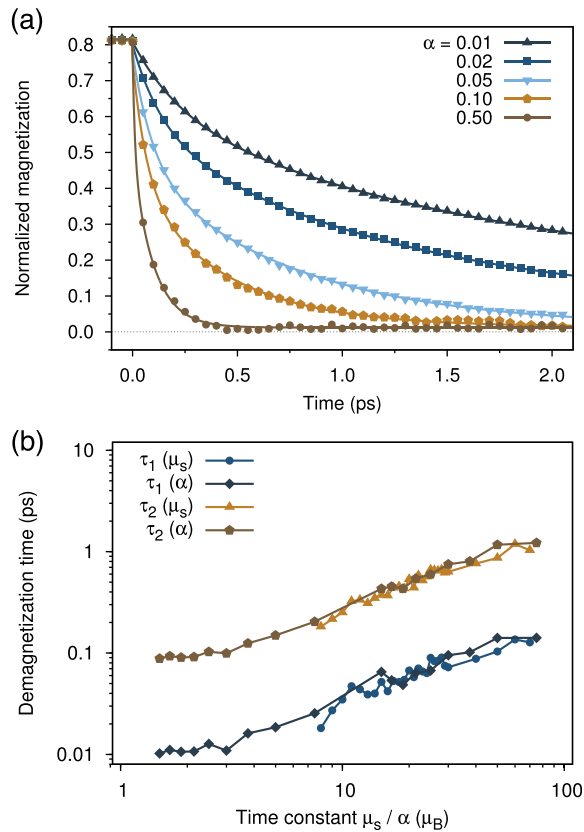 (a)
0.8
0.7
0.6
0.5
0.4
0.3
0.2
0.1
0.0
Normalized magnetization
α = 0.01
0.02
0.05
0.10
0.50
0.0
0.5
1.0
1.5
2.0
Time (ps)
(b)
10
1
0.1
0.01
Demagnetization time (ps)
τ₁ (μₛ)
τ₁ (α)
τ₂ (μₛ)
τ₂ (α)
1
10
100
Time constant μₛ / α (μ_B)